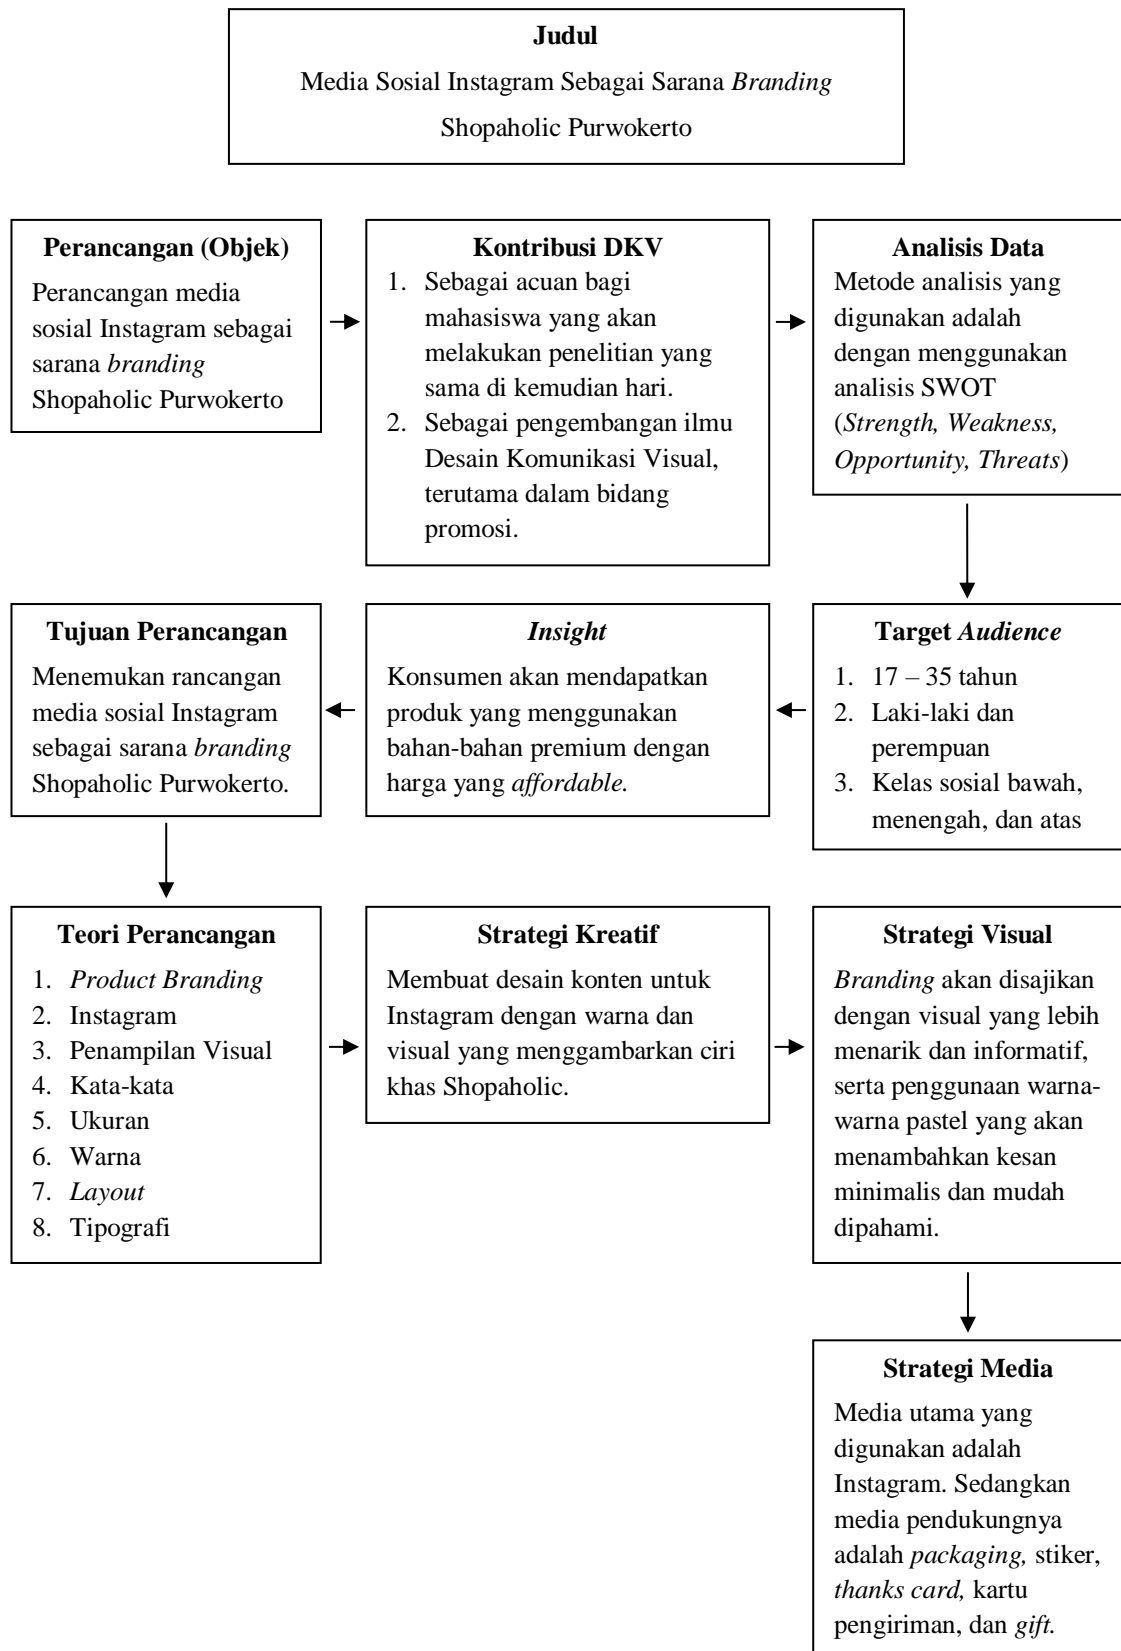 Judul
Media Sosial Instagram Sebagai Sarana Branding
Shopaholic Purwokerto
Perancangan (Objek)
Perancangan media
sosial Instagram sebagai
sarana branding
Shopaholic Purwokerto
Kontribusi DKV
1. Sebagai acuan bagi
mahasiswa yang akan
melakukan penelitian yang
sama di kemudian hari.
2. Sebagai pengembangan ilmu
Desain Komunikasi Visual,
terutama dalam bidang
promosi.
Analisis Data
Metode analisis yang
digunakan adalah
dengan menggunakan
analisis SWOT
(Strength, Weakness,
Opportunity, Threats)
Target Audience
1. 17 – 35 tahun
2. Laki-laki dan
perempuan
3. Kelas sosial bawah,
menengah, dan atas
Insight
Konsumen akan mendapatkan
produk yang menggunakan
bahan-bahan premium dengan
harga yang affordable.
Tujuan Perancangan
Menemukan rancangan
media sosial Instagram
sebagai sarana branding
Shopaholic Purwokerto.
Teori Perancangan
1. Product Branding
2. Instagram
3. Penampilan Visual
4. Kata-kata
5. Ukuran
6. Warna
7. Layout
8. Tipografi
Strategi Kreatif
Membuat desain konten untuk
Instagram dengan warna dan
visual yang menggambarkan ciri
khas Shopaholic.
Strategi Visual
Branding akan disajikan
dengan visual yang lebih
menarik dan informatif,
serta penggunaan warna-
warna pastel yang akan
menambahkan kesan
minimalis dan mudah
dipahami.
Strategi Media
Media utama yang
digunakan adalah
Instagram. Sedangkan
media pendukungnya
adalah packaging, stiker,
thanks card, kartu
pengiriman, dan gift.